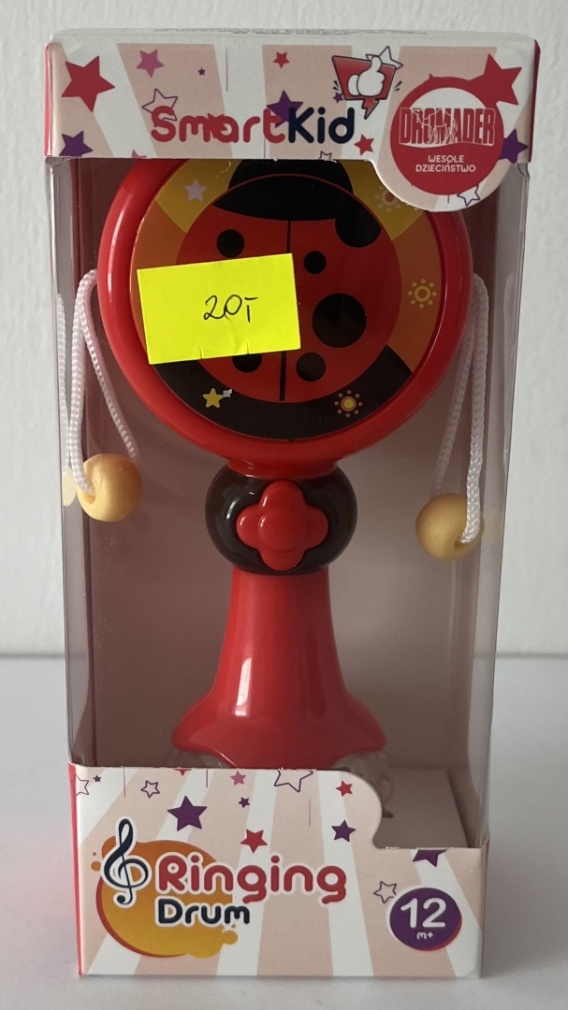 SmartKid
DROMADER
WESOŁE
DZIECIŃSTWO
20T
Ringing
Drum
12
m+